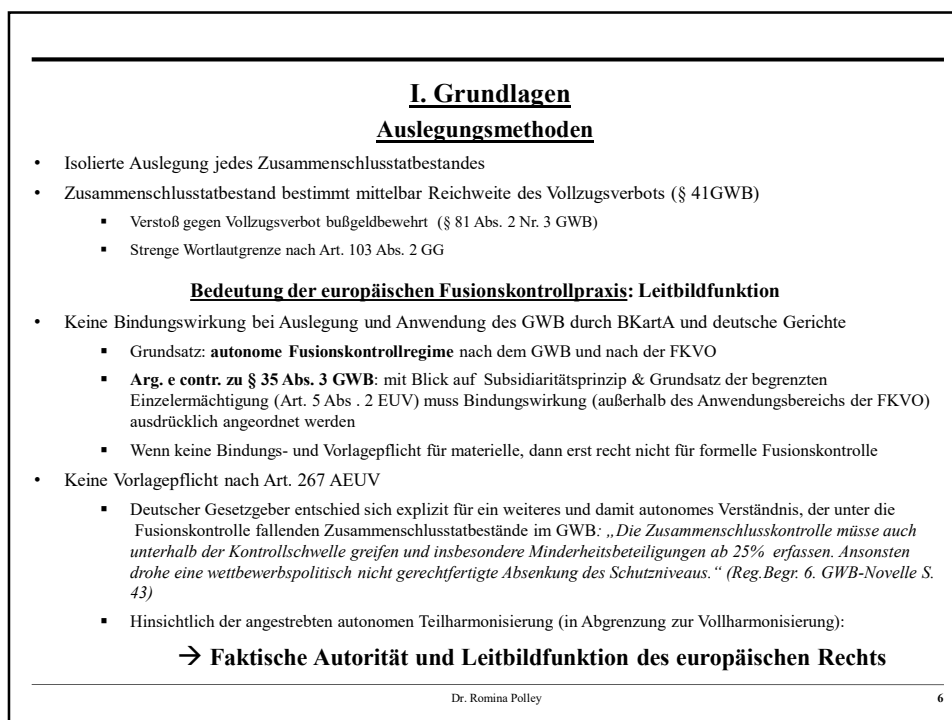 I. Grundlagen
Auslegungsmethoden
• Isolierte Auslegung jedes Zusammenschlusstatbestandes
• Zusammenschlusstatbestand bestimmt mittelbar Reichweite des Vollzugsverbots (§ 41GWB)
▪ Verstoß gegen Vollzugsverbot bußgeldbewehrt (§ 81 Abs. 2 Nr. 3 GWB)
▪ Strenge Wortlautgrenze nach Art. 103 Abs. 2 GG
Bedeutung der europäischen Fusionskontrollpraxis: Leitbildfunktion
• Keine Bindungswirkung bei Auslegung und Anwendung des GWB durch BKartA und deutsche Gerichte
▪ Grundsatz: autonome Fusionskontrollregime nach dem GWB und nach der FKVO
▪ Arg. e contr. zu § 35 Abs. 3 GWB: mit Blick auf Subsidiaritätsprinzip & Grundsatz der begrenzten
Einzelermächtigung (Art. 5 Abs . 2 EUV) muss Bindungswirkung (außerhalb des Anwendungsbereichs der FKVO)
ausdrücklich angeordnet werden
▪ Wenn keine Bindungs- und Vorlagepflicht für materielle, dann erst recht nicht für formelle Fusionskontrolle
• Keine Vorlagepflicht nach Art. 267 AEUV
▪ Deutscher Gesetzgeber entschied sich explizit für ein weiteres und damit autonomes Verständnis, der unter die
Fusionskontrolle fallenden Zusammenschlusstatbestände im GWB: „Die Zusammenschlusskontrolle müsse auch
unterhalb der Kontrollschwelle greifen und insbesondere Minderheitsbeteiligungen ab 25% erfassen. Ansonsten
drohe eine wettbewerbspolitisch nicht gerechtfertigte Absenkung des Schutzniveaus.“ (Reg.Begr. 6. GWB-Novelle S.
43)
▪ Hinsichtlich der angestrebten autonomen Teilharmonisierung (in Abgrenzung zur Vollharmonisierung):
→ Faktische Autorität und Leitbildfunktion des europäischen Rechts
Dr. Romina Polley
6